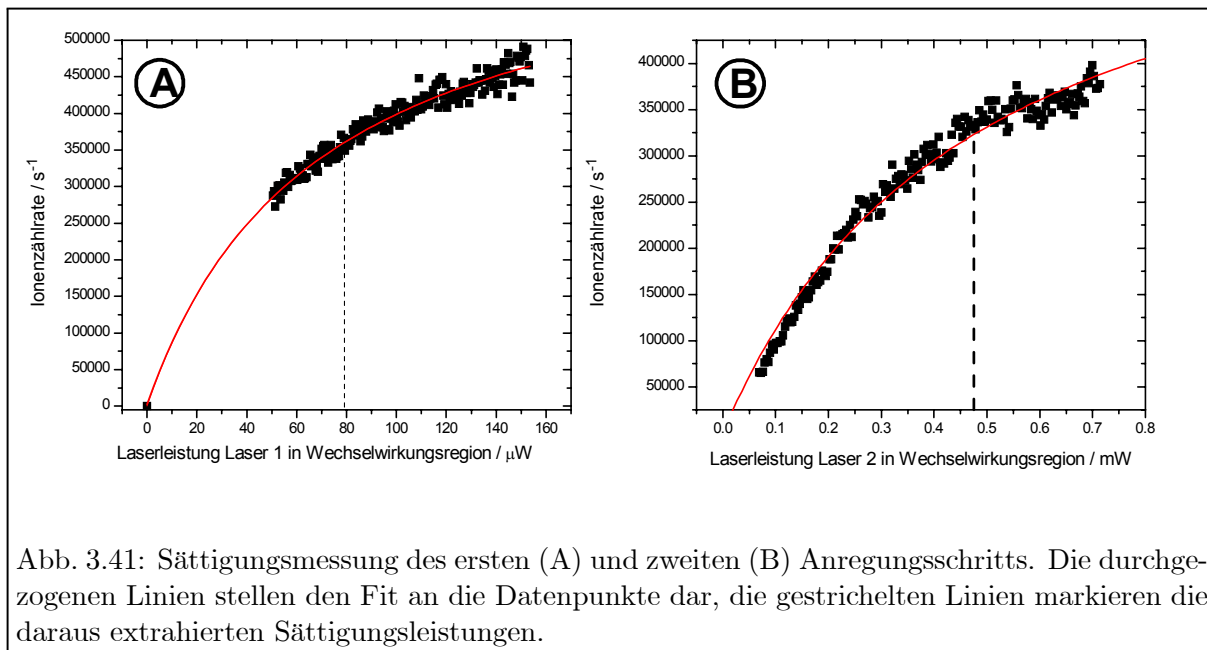 A
500000
450000
400000
350000
300000
250000
200000
150000
100000
50000
0
Ionenzählrate / s⁻¹
0 20 40 60 80 100 120 140 160
Laserleistung Laser 1 in Wechselwirkungsregion / μW
B
400000
350000
300000
250000
200000
150000
100000
50000
Ionenzählrate / s⁻¹
0.0 0.1 0.2 0.3 0.4 0.5 0.6 0.7 0.8
Laserleistung Laser 2 in Wechselwirkungsregion / mW
Abb. 3.41: Sättigungsmessung des ersten (A) und zweiten (B) Anregungsschritts. Die durchge-
zogenen Linien stellen den Fit an die Datenpunkte dar, die gestrichelten Linien markieren die
daraus extrahierten Sättigungsleistungen.